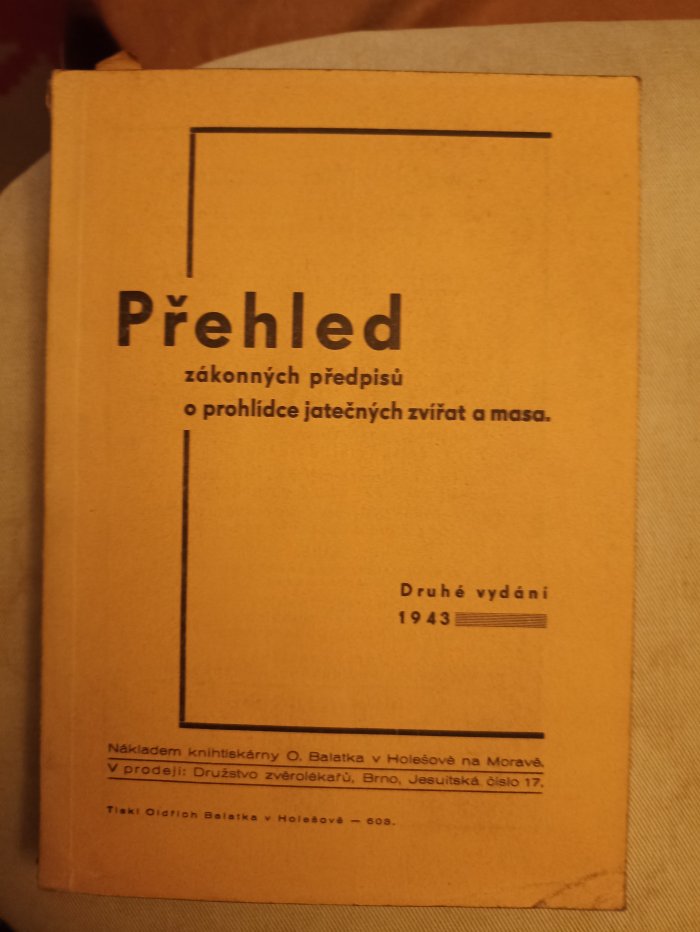 Přehled
zákonných předpisů
o prohlídce jatečných zvířat a masa.
Druhé vydání
1943
Nákladem knihtiskárny O. Balatka v Holešově na Moravě.
V prodeji: Družstvo zvěrolékařů, Brno, Jesuitská číslo 17.
Tiskl Oldřich Balatka v Holešově — 603.